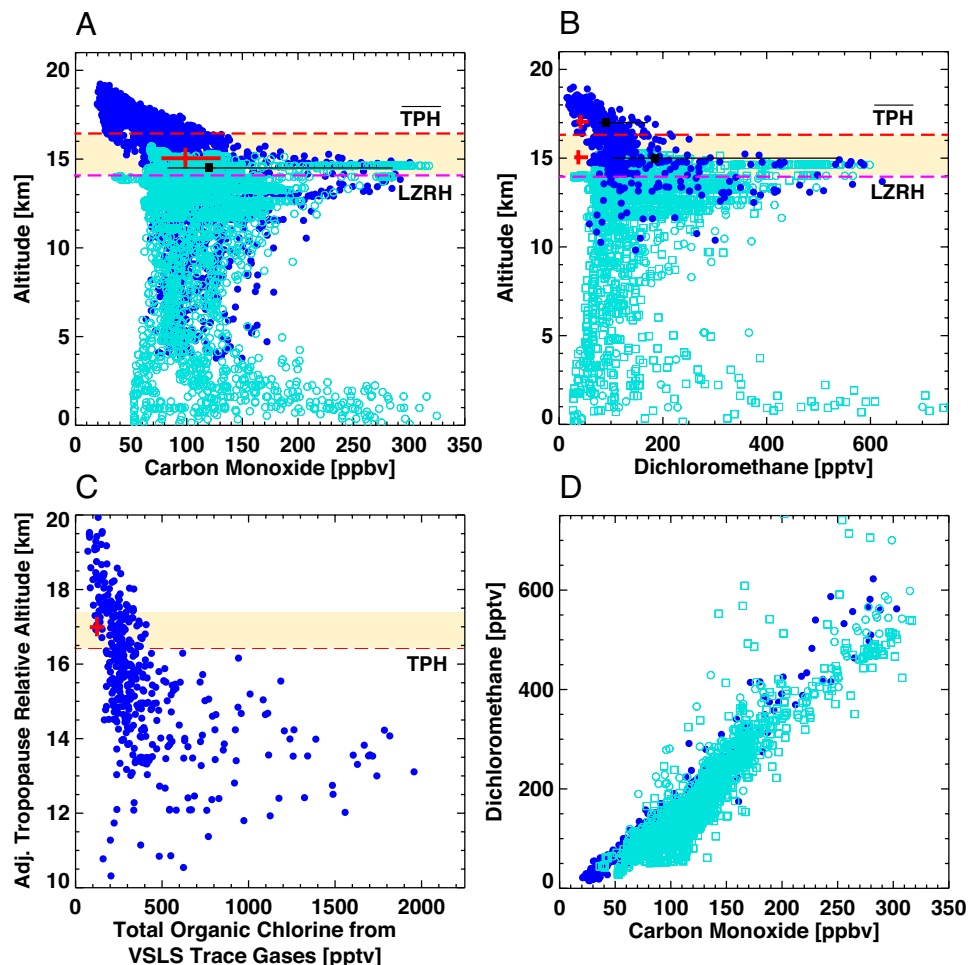 A
20
15
10
5
0
Altitude [km]
TPH
LZRH
0 50 100 150 200 250 300 350
Carbon Monoxide [ppbv]
B
20
15
10
5
0
Altitude [km]
TPH
LZRH
0 200 400 600
Dichloromethane [pptv]
C
20
18
16
14
12
10
Adj. Tropopause Relative Altitude [km]
TPH
0 500 1000 1500 2000
Total Organic Chlorine from
VSLS Trace Gases [pptv]
D
600
400
200
0
Dichloromethane [pptv]
0 50 100 150 200 250 300 350
Carbon Monoxide [ppbv]